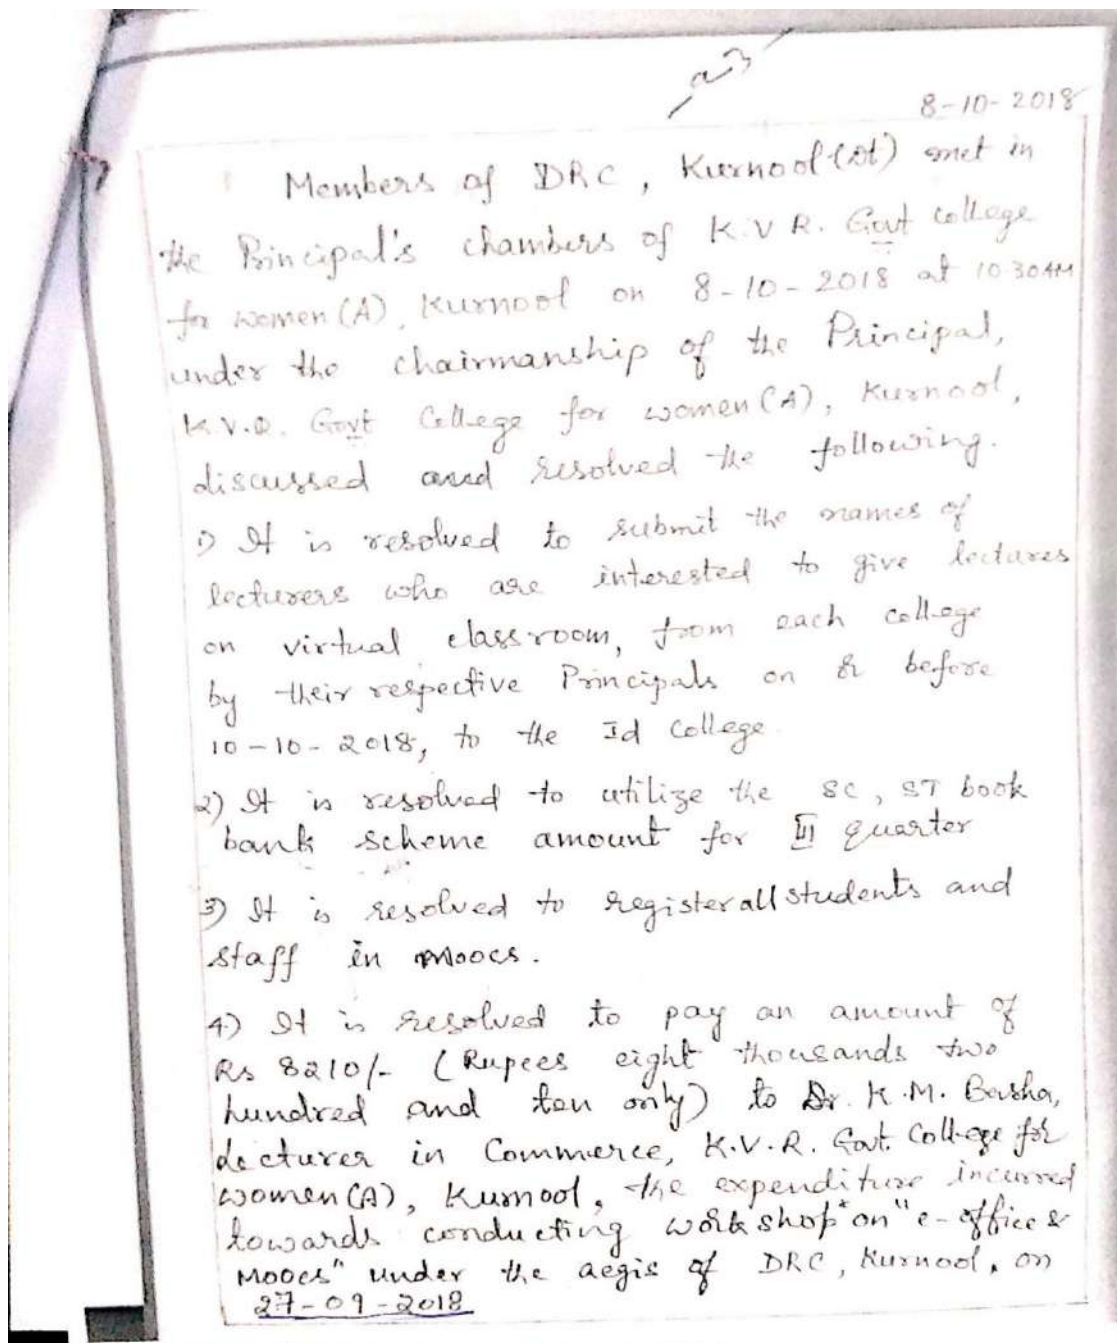 8-10-2018
Members of DRC, Kurnool (Dt) met in
the Principal's chambers of K.V R. Govt college
for women (A), Kurnool on 8-10-2018 at 10 30AM
under the chairmanship of the Principal,
K.V.R. Govt College for women (A), Kurnool,
discussed and resolved the following.
1) It is resolved to submit the names of
lecturers who are interested to give lectures
on virtual classroom, from each college
by their respective Principals on or before
10-10-2018, to the Id College.
2) It is resolved to utilize the SC, ST book
bank scheme amount for III quarter
3) It is resolved to register all students and
staff in Moocs.
4) It is resolved to pay an amount of
Rs 8210/- (Rupees eight thousands two
hundred and ten only) to Dr. K.M. Basha,
Lecturer in Commerce, K.V.R. Govt. College for
women (A), Kurnool, the expenditure incurred
towards conducting workshop on "e-office &
Moocs" under the aegis of DRC, Kurnool, on
27-09-2018